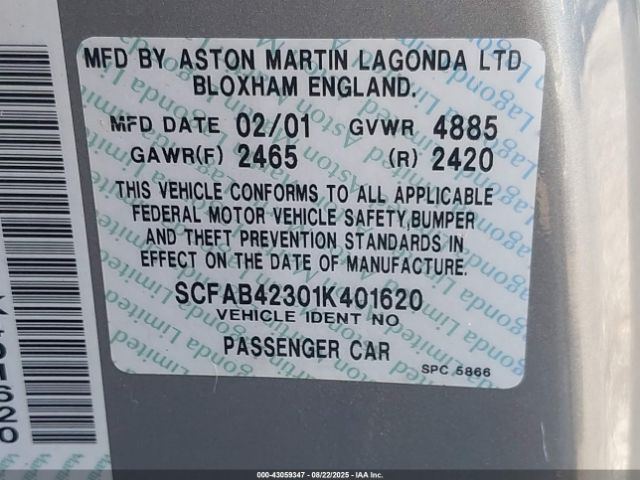 MFD BY ASTON MARTIN LAGONDA LTD
BLOXHAM ENGLAND.
MFD DATE 02/01 GVWR 4885
GAWR(F) 2465 (R) 2420
THIS VEHICLE CONFORMS TO ALL APPLICABLE
FEDERAL MOTOR VEHICLE SAFETY,BUMPER
AND THEFT PREVENTION STANDARDS IN
EFFECT ON THE DATE OF MANUFACTURE.
SCFAB42301K401620
VEHICLE IDENT NO
PASSENGER CAR
SPC 5866
000-43059347 - 08/22/2025 - IAA Inc.